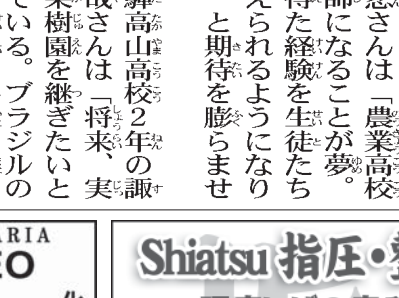 恵さんは「農業高校
師になることが夢。
得た経験を生徒たち
えられるようになり
と期待を膨らませ
騨高山高校２年の諏
哉さんは「将来、実
果樹園を継ぎたいと
ている。ブラジルの
ARIA
EO
Shiatsu 指圧・整